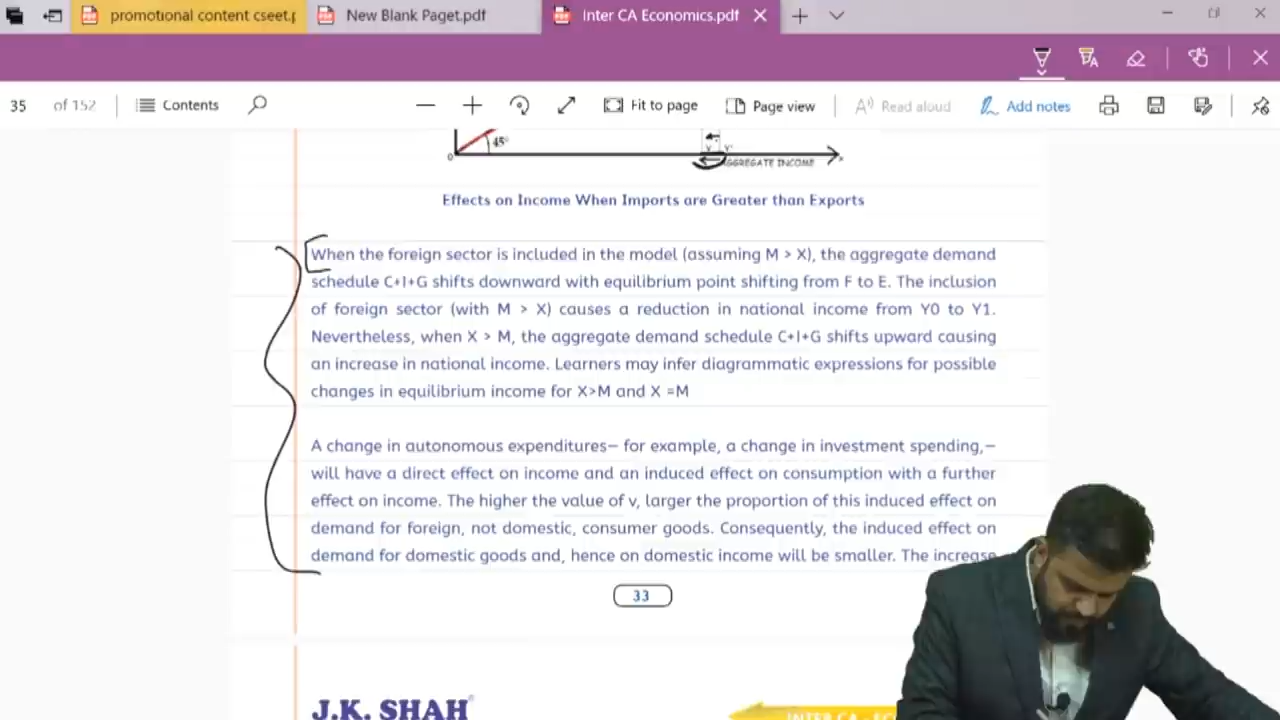 promotional content cseet.p
New Blank Paget.pdf
Inter CA Economics.pdf
35 of 152
Contents
Fit to page
Page view
Read aloud
Add notes
45°
0
Y Y'
x
AGGREGATE INCOME
Effects on Income When Imports are Greater than Exports
When the foreign sector is included in the model (assuming M > X), the aggregate demand
schedule C+I+G shifts downward with equilibrium point shifting from F to E. The inclusion
of foreign sector (with M > X) causes a reduction in national income from Y0 to Y1.
Nevertheless, when X > M, the aggregate demand schedule C+I+G shifts upward causing
an increase in national income. Learners may infer diagrammatic expressions for possible
changes in equilibrium income for X>M and X =M
A change in autonomous expenditures– for example, a change in investment spending,–
will have a direct effect on income and an induced effect on consumption with a further
effect on income. The higher the value of v, larger the proportion of this induced effect on
demand for foreign, not domestic, consumer goods. Consequently, the induced effect on
demand for domestic goods and, hence on domestic income will be smaller. The increase
33
J.K. SHAH
INTER CA - EC